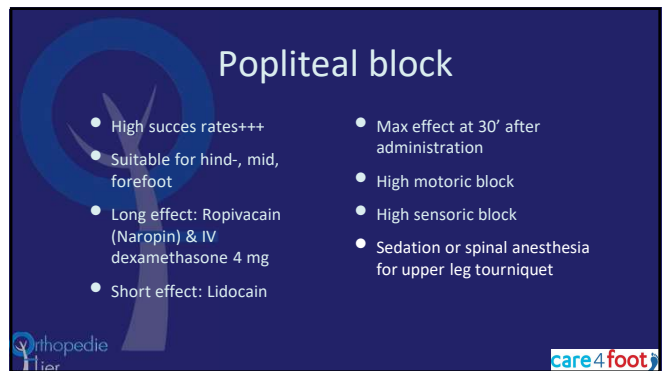 Popliteal block
High succes rates+++
Suitable for hind-, mid,
forefoot
Long effect: Ropivacain
(Naropin) & IV
dexamethasone 4 mg
Short effect: Lidocain
Max effect at 30’ after
administration
High motoric block
High sensoric block
Sedation or spinal anesthesia
for upper leg tourniquet
Orthopedie
Lier
care4foot